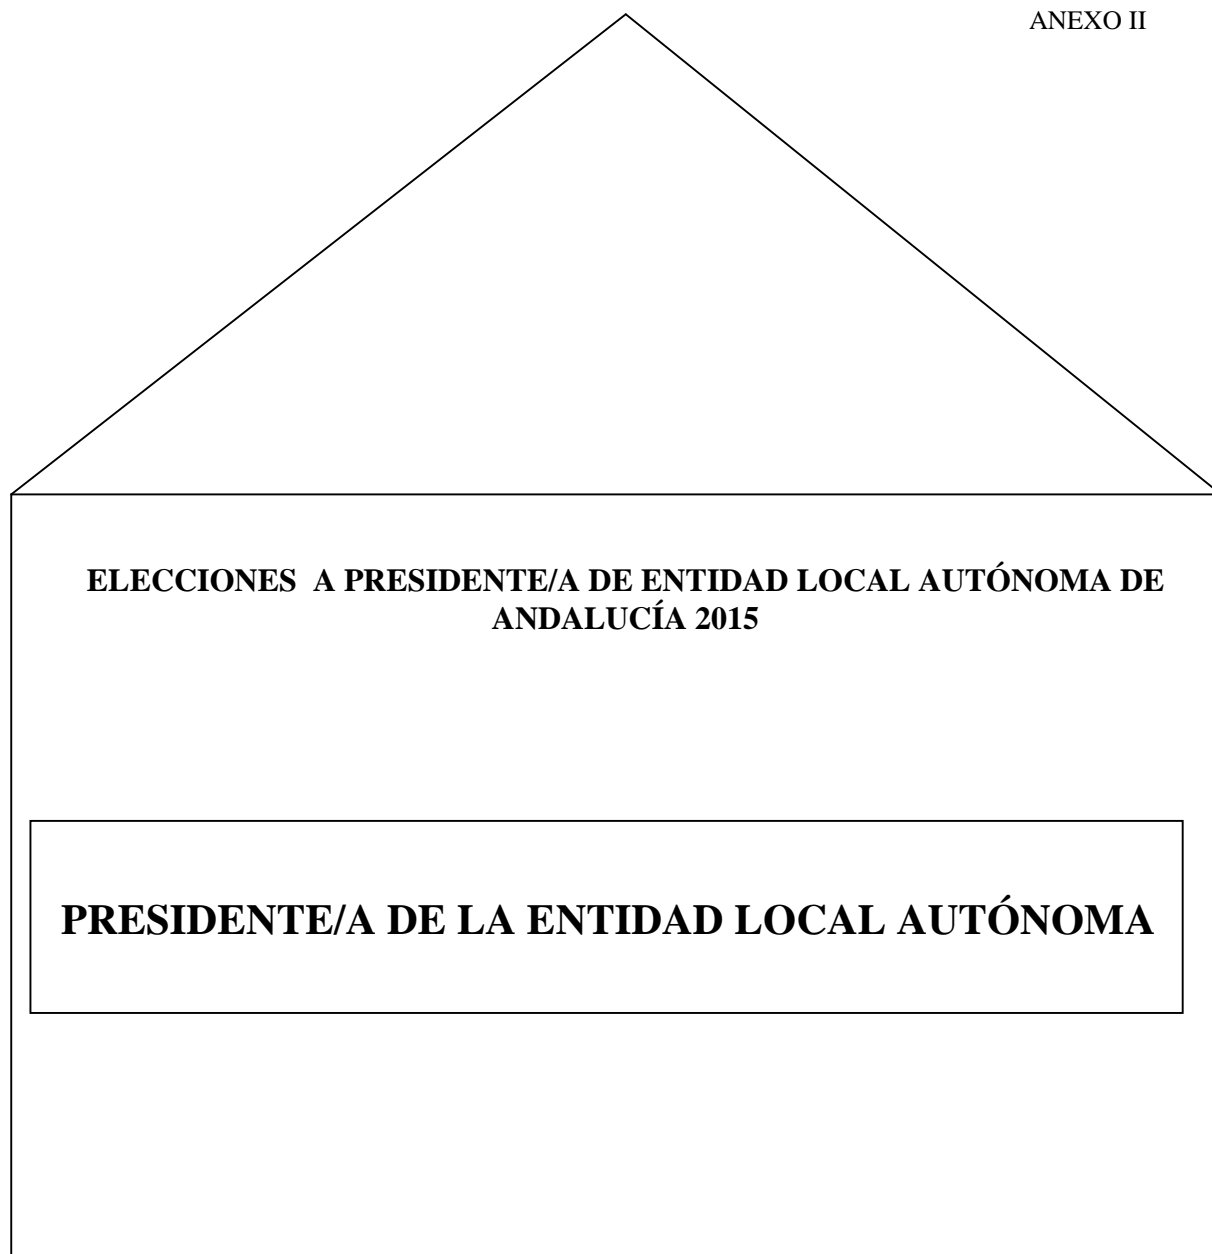 ANEXO II
ELECCIONES  A PRESIDENTE/A DE ENTIDAD LOCAL AUTÓNOMA DE
ANDALUCÍA 2015
PRESIDENTE/A DE LA ENTIDAD LOCAL AUTÓNOMA